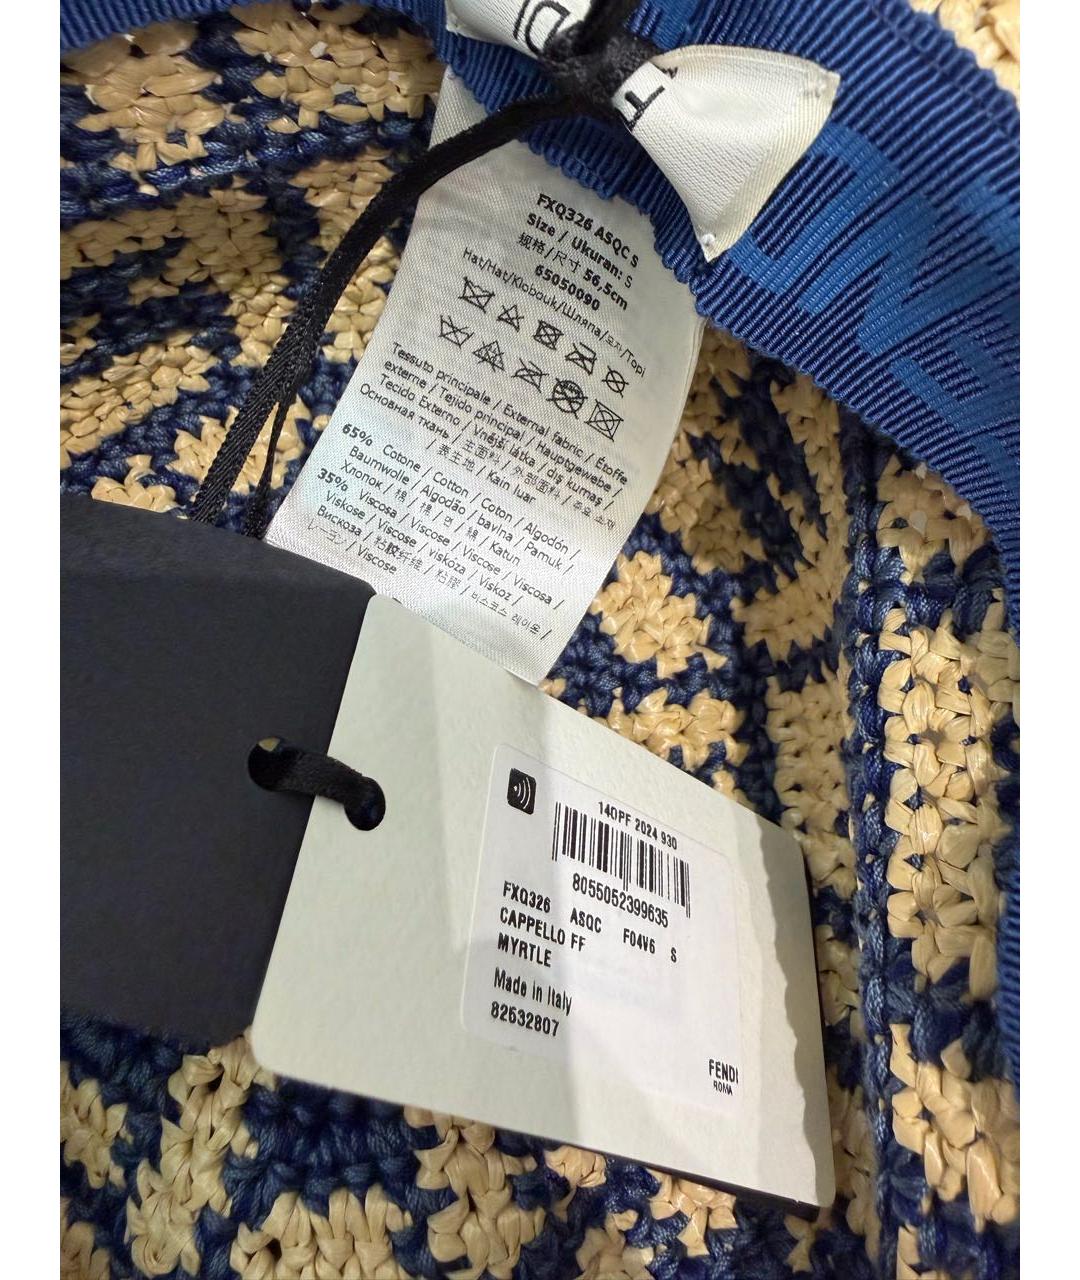 FXQ326 ASQC S
Size / Ukuran: S
规格/尺寸 56,5cm
65050090
Hat/Hat/Klobouk/Шляпа/모자/Topi
Tessuto principale / External fabric / Étoffe
externe / Tejido principal / Hauptgewebe /
Tecido Externo / Vnější látka / dış kumaş /
Основная ткань / 主面料 / 外部面料 / 주요 소재
/ 表生地 / Kain luar
65% Cotone / Cotton / Coton / Algodón /
Baumwolle / Algodão / bavlna / Pamuk /
Хлопок / 棉 / 棉 / 면 / 綿 / Katun
35% Viscosa / Viscose / Viscose / Viscosa /
Viskose / Viscose / viskóza / Viskoz /
Вискоза / 粘胶纤维 / 粘膠 / 비스코스 레이온 /
レーヨン / Viscose
14OPF 2024 930
8055052399635
FXQ326 ASQC F04V6 S
CAPPELLO FF
MYRTLE
Made in Italy
82532807
FENDI
ROMA